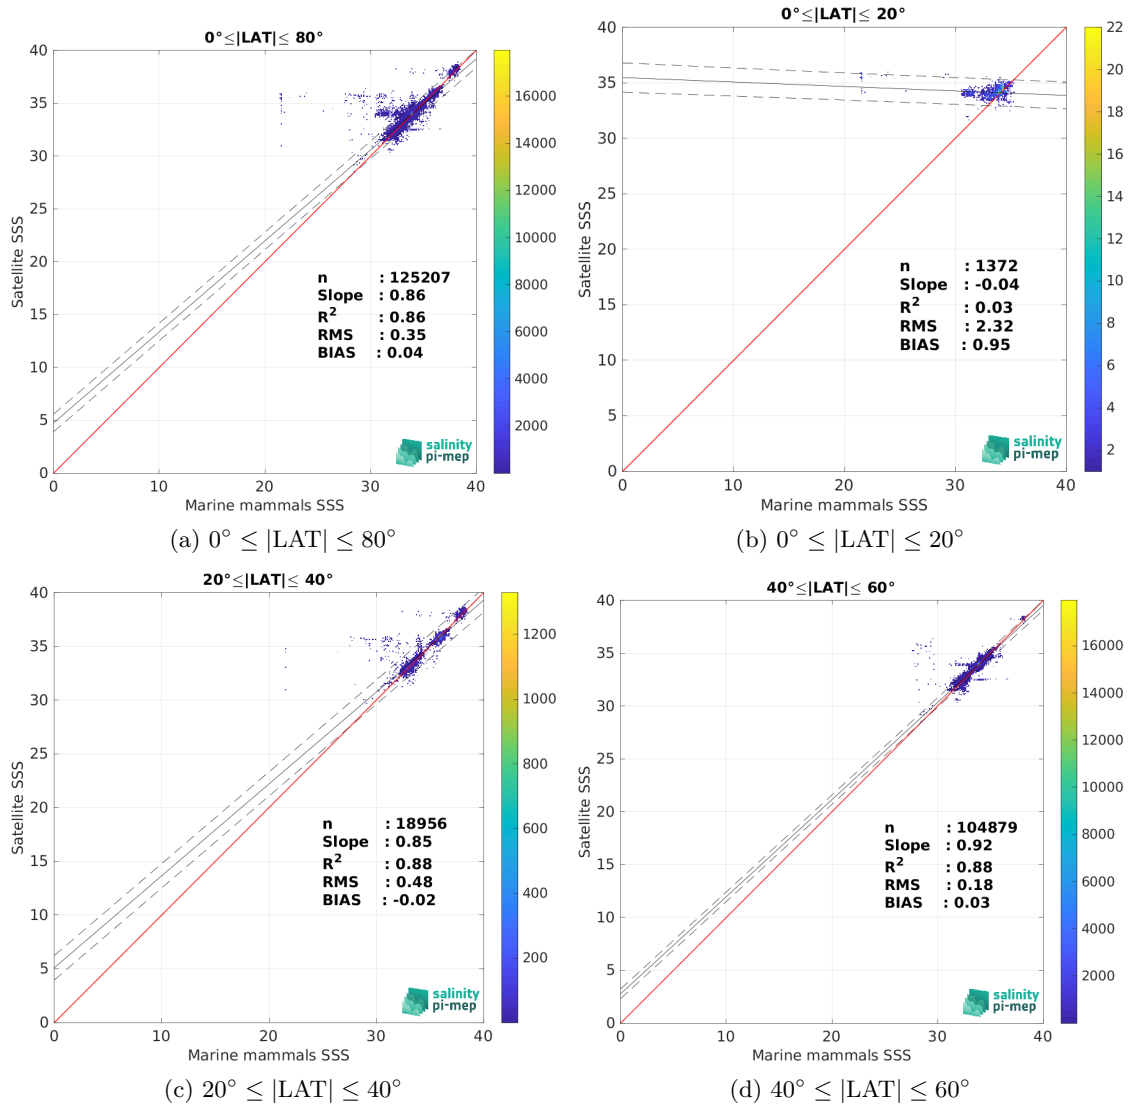 0°≤|LAT|≤ 80°
40
35
30
25
20
15
10
5
0
Satellite SSS
0
10
20
30
40
Marine mammals SSS
n : 125207
Slope : 0.86
R² : 0.86
RMS : 0.35
BIAS : 0.04
salinity
pi-mep
16000
14000
12000
10000
8000
6000
4000
2000
(a) 0° ≤ |LAT| ≤ 80°
0°≤|LAT|≤ 20°
40
35
30
25
20
15
10
5
0
Satellite SSS
0
10
20
30
40
Marine mammals SSS
n : 1372
Slope : -0.04
R² : 0.03
RMS : 2.32
BIAS : 0.95
salinity
pi-mep
22
20
18
16
14
12
10
8
6
4
2
(b) 0° ≤ |LAT| ≤ 20°
20°≤|LAT|≤ 40°
40
35
30
25
20
15
10
5
0
Satellite SSS
0
10
20
30
40
Marine mammals SSS
n : 18956
Slope : 0.85
R² : 0.88
RMS : 0.48
BIAS : -0.02
salinity
pi-mep
1200
1000
800
600
400
200
(c) 20° ≤ |LAT| ≤ 40°
40°≤|LAT|≤ 60°
40
35
30
25
20
15
10
5
0
Satellite SSS
0
10
20
30
40
Marine mammals SSS
n : 104879
Slope : 0.92
R² : 0.88
RMS : 0.18
BIAS : 0.03
salinity
pi-mep
16000
14000
12000
10000
8000
6000
4000
2000
(d) 40° ≤ |LAT| ≤ 60°